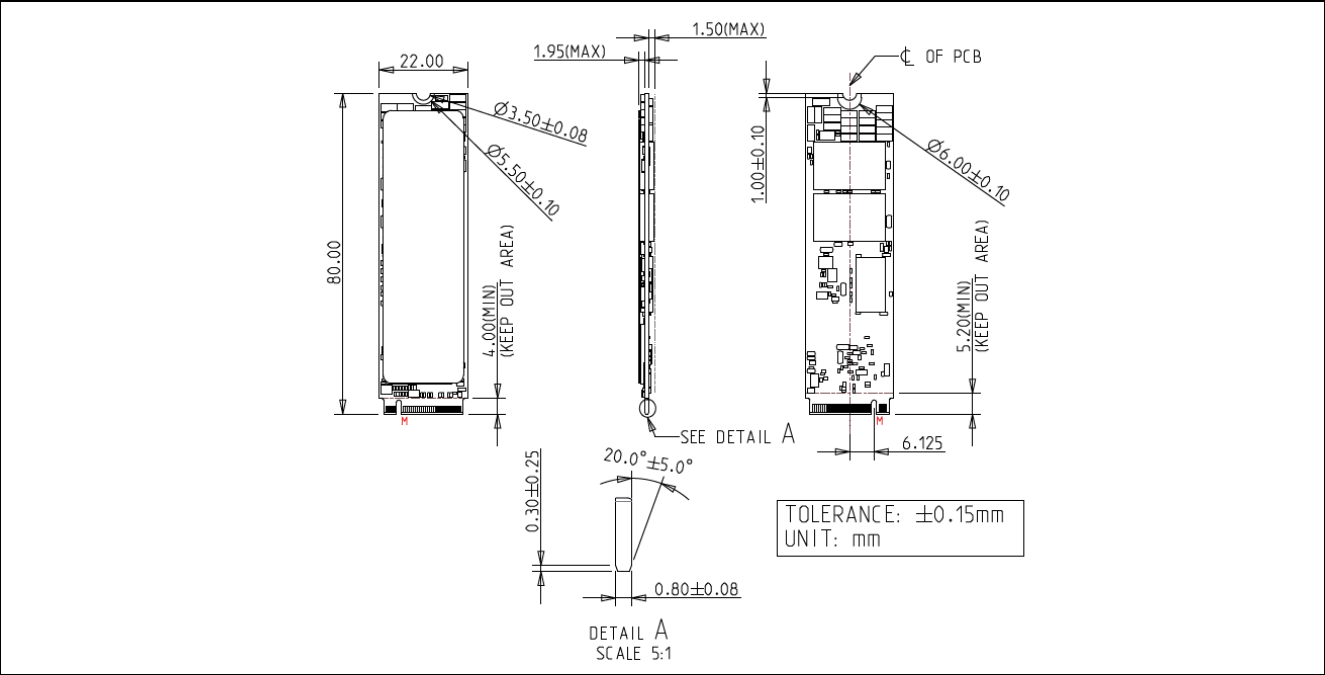 22.00
80.00
Ø3.50±0.08
Ø5.50±0.10
4.00(MIN)
(KEEP OUT AREA)
M
1.95(MAX)
1.50(MAX)
SEE DETAIL A
℄ OF PCB
1.00±0.10
Ø6.00±0.10
5.20(MIN)
(KEEP OUT AREA)
M
6.125
0.30±0.25
20.0°±5.0°
0.80±0.08
DETAIL A
SCALE 5:1
TOLERANCE: ±0.15mm
UNIT: mm